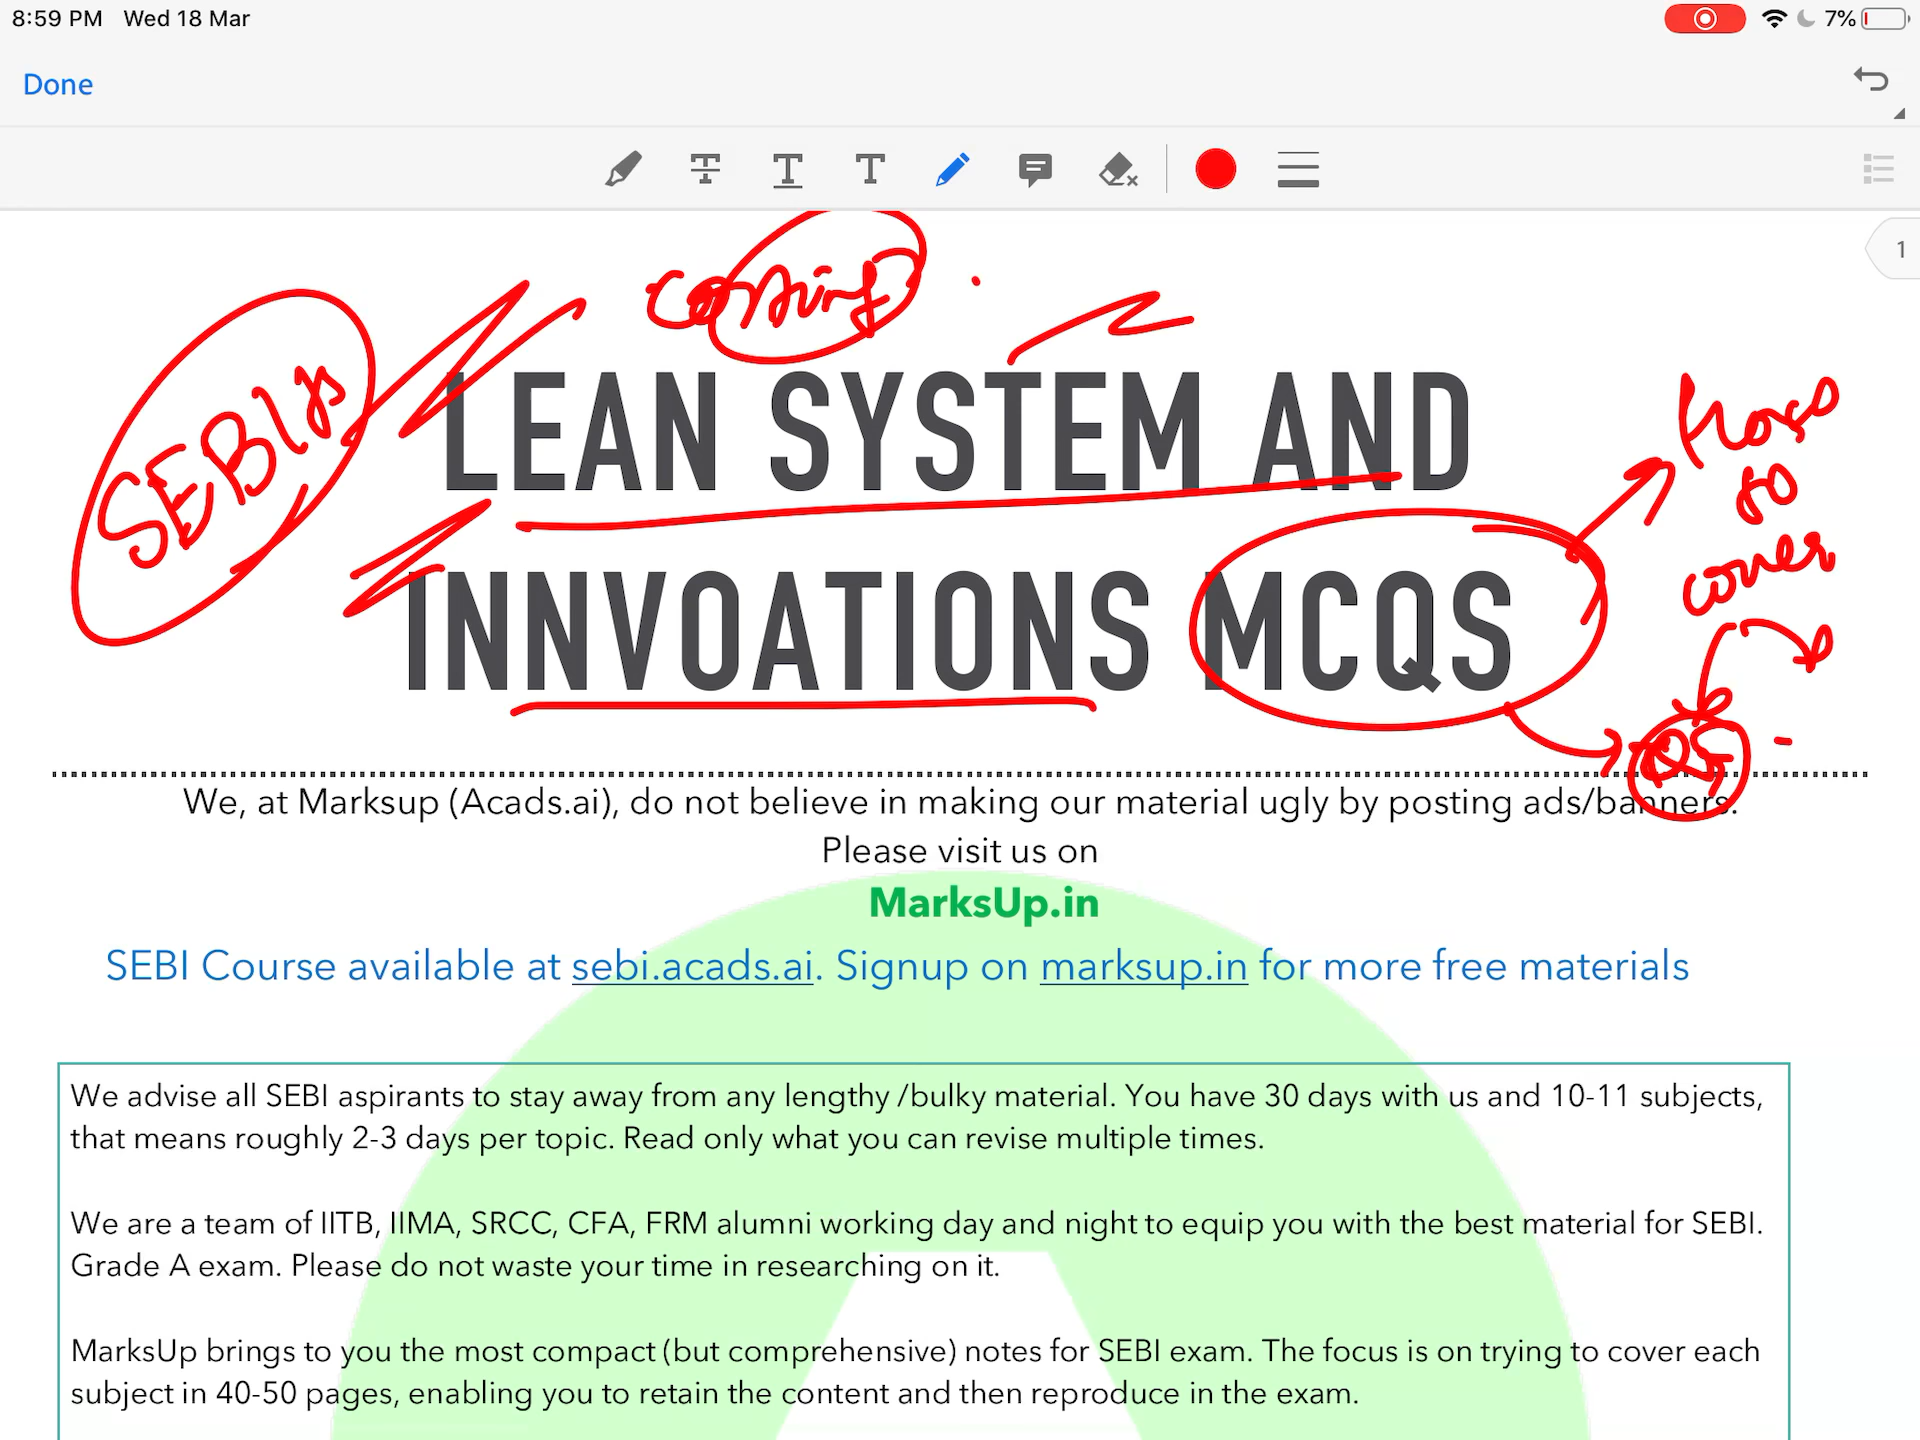 8:59 PM Wed 18 Mar
7%
Done
1
Costing
SEBI
LEAN SYSTEM AND
INNVOATIONS MCQS
How
to
cover
QS
We, at Marksup (Acads.ai), do not believe in making our material ugly by posting ads/banners.
Please visit us on
MarksUp.in
SEBI Course available at sebi.acads.ai. Signup on marksup.in for more free materials
We advise all SEBI aspirants to stay away from any lengthy /bulky material. You have 30 days with us and 10-11 subjects,
that means roughly 2-3 days per topic. Read only what you can revise multiple times.
We are a team of IITB, IIMA, SRCC, CFA, FRM alumni working day and night to equip you with the best material for SEBI.
Grade A exam. Please do not waste your time in researching on it.
MarksUp brings to you the most compact (but comprehensive) notes for SEBI exam. The focus is on trying to cover each
subject in 40-50 pages, enabling you to retain the content and then reproduce in the exam.